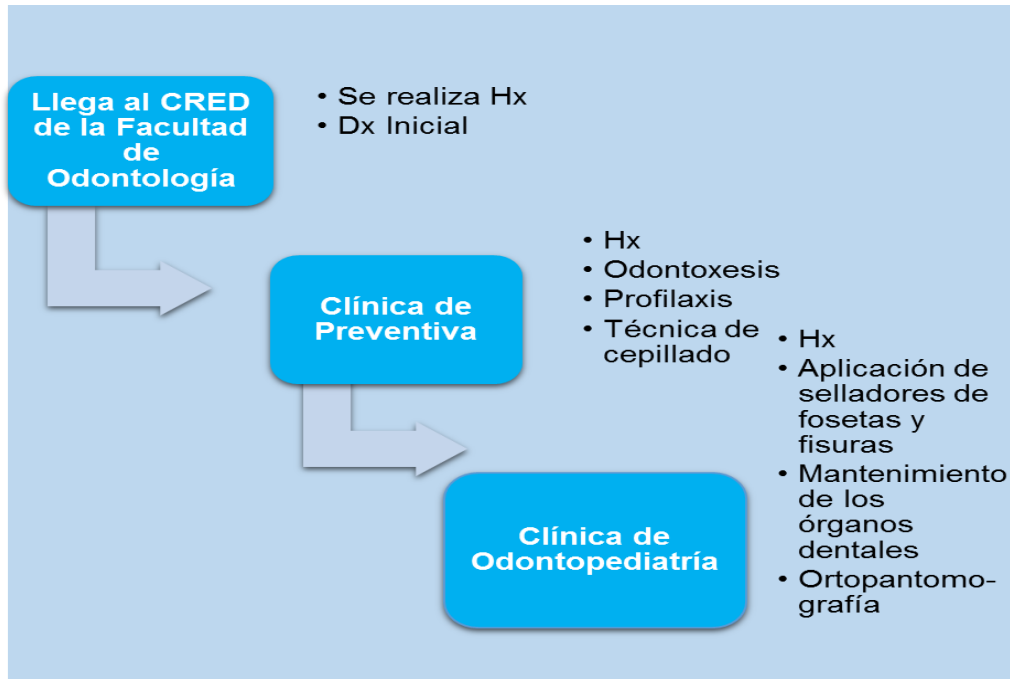 Llega al CRED
de la Facultad
de
Odontología
• Se realiza Hx
• Dx Inicial
Clínica de
Preventiva
• Hx
• Odontoxesis
• Profilaxis
• Técnica de
cepillado
Clínica de
Odontopediatría
• Hx
• Aplicación de
selladores de
fosetas y
fisuras
• Mantenimiento
de los
órganos
dentales
• Ortopantomo-
grafía